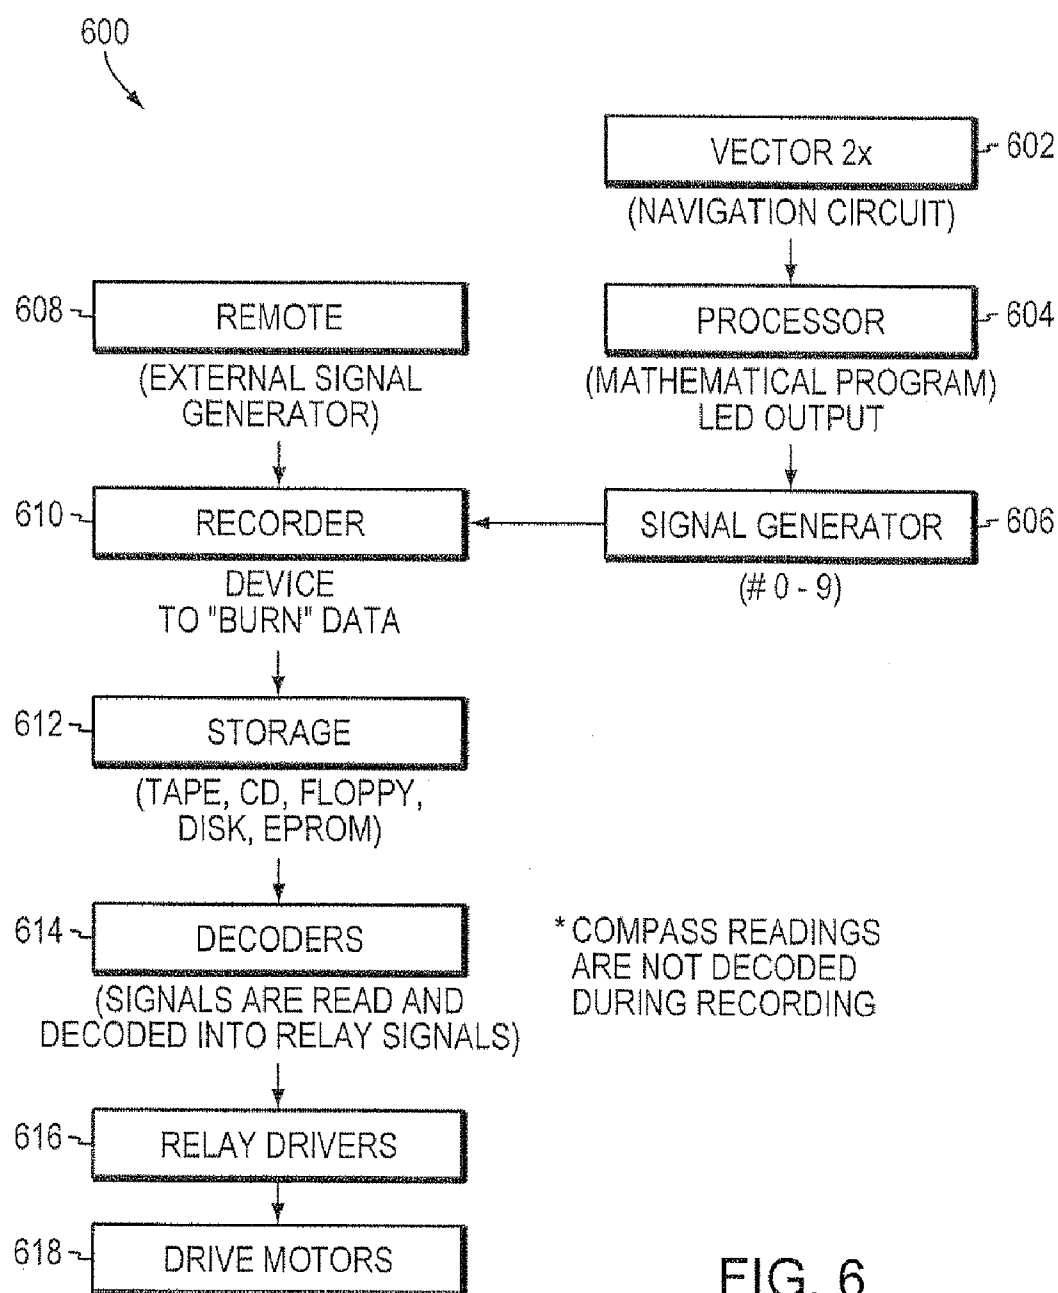 600
VECTOR 2x
602
(NAVIGATION CIRCUIT)
608
REMOTE
(EXTERNAL SIGNAL
GENERATOR)
PROCESSOR
604
(MATHEMATICAL PROGRAM)
LED OUTPUT
610
RECORDER
DEVICE
TO "BURN" DATA
SIGNAL GENERATOR
606
(# 0 - 9)
612
STORAGE
(TAPE, CD, FLOPPY,
DISK, EPROM)
614
DECODERS
(SIGNALS ARE READ AND
DECODED INTO RELAY SIGNALS)
* COMPASS READINGS
ARE NOT DECODED
DURING RECORDING
616
RELAY DRIVERS
618
DRIVE MOTORS
FIG. 6